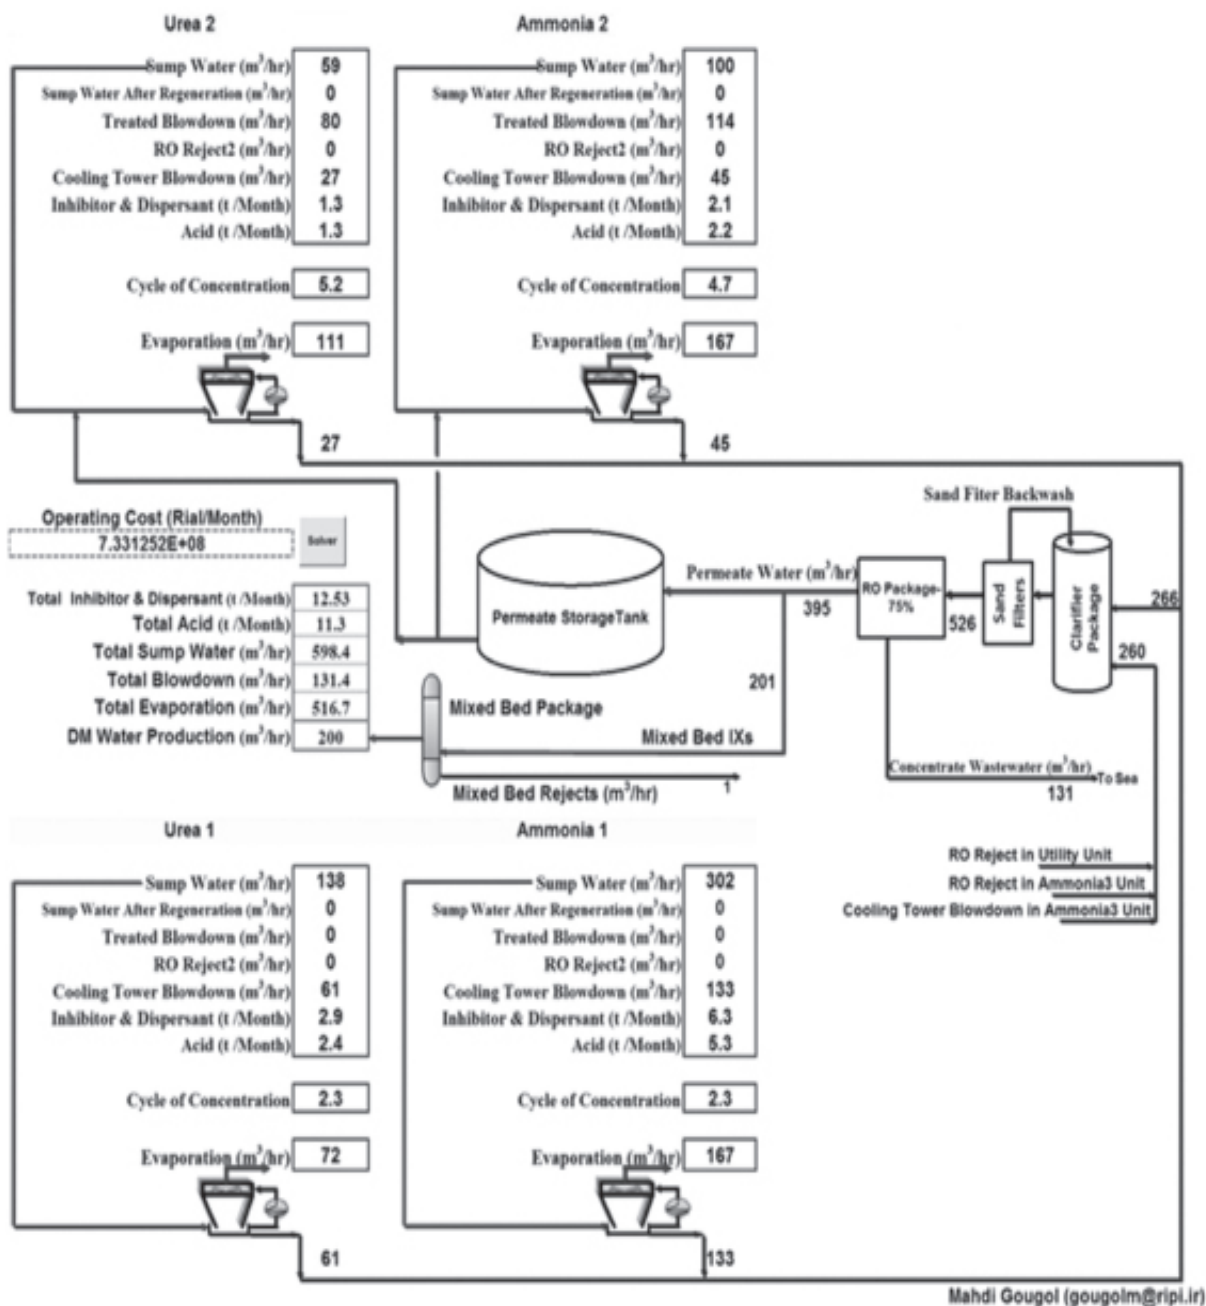 Urea 2
Sump Water (m³/hr) 59
Sump Water After Regeneration (m³/hr) 0
Treated Blowdown (m³/hr) 80
RO Reject2 (m³/hr) 0
Cooling Tower Blowdown (m³/hr) 27
Inhibitor & Dispersant (t /Month) 1.3
Acid (t /Month) 1.3
Cycle of Concentration 5.2
Evaporation (m³/hr) 111
27
Ammonia 2
Sump Water (m³/hr) 100
Sump Water After Regeneration (m³/hr) 0
Treated Blowdown (m³/hr) 114
RO Reject2 (m³/hr) 0
Cooling Tower Blowdown (m³/hr) 45
Inhibitor & Dispersant (t /Month) 2.1
Acid (t /Month) 2.2
Cycle of Concentration 4.7
Evaporation (m³/hr) 167
45
Operating Cost (Rial/Month)
7.331252E+08
Solver
Total Inhibitor & Dispersant (t /Month) 12.53
Total Acid (t /Month) 11.3
Total Sump Water (m³/hr) 598.4
Total Blowdown (m³/hr) 131.4
Total Evaporation (m³/hr) 516.7
DM Water Production (m³/hr) 200
Permeate StorageTank
Permeate Water (m³/hr)
395
RO Package-
75%
526
Sand Fiter Backwash
Sand
Filters
Clarifier
Package
266
260
201
Mixed Bed Package
Mixed Bed IXs
Mixed Bed Rejects (m³/hr)
1
Concentrate Wastewater (m³/hr)
131
To Sea
RO Reject in Utility Unit
RO Reject in Ammonia3 Unit
Cooling Tower Blowdown in Ammonia3 Unit
Urea 1
Sump Water (m³/hr) 138
Sump Water After Regeneration (m³/hr) 0
Treated Blowdown (m³/hr) 0
RO Reject2 (m³/hr) 0
Cooling Tower Blowdown (m³/hr) 61
Inhibitor & Dispersant (t /Month) 2.9
Acid (t /Month) 2.4
Cycle of Concentration 2.3
Evaporation (m³/hr) 72
61
Ammonia 1
Sump Water (m³/hr) 302
Sump Water After Regeneration (m³/hr) 0
Treated Blowdown (m³/hr) 0
RO Reject2 (m³/hr) 0
Cooling Tower Blowdown (m³/hr) 133
Inhibitor & Dispersant (t /Month) 6.3
Acid (t /Month) 5.3
Cycle of Concentration 2.3
Evaporation (m³/hr) 167
133
Mahdi Gougol (gougolm@ripi.ir)